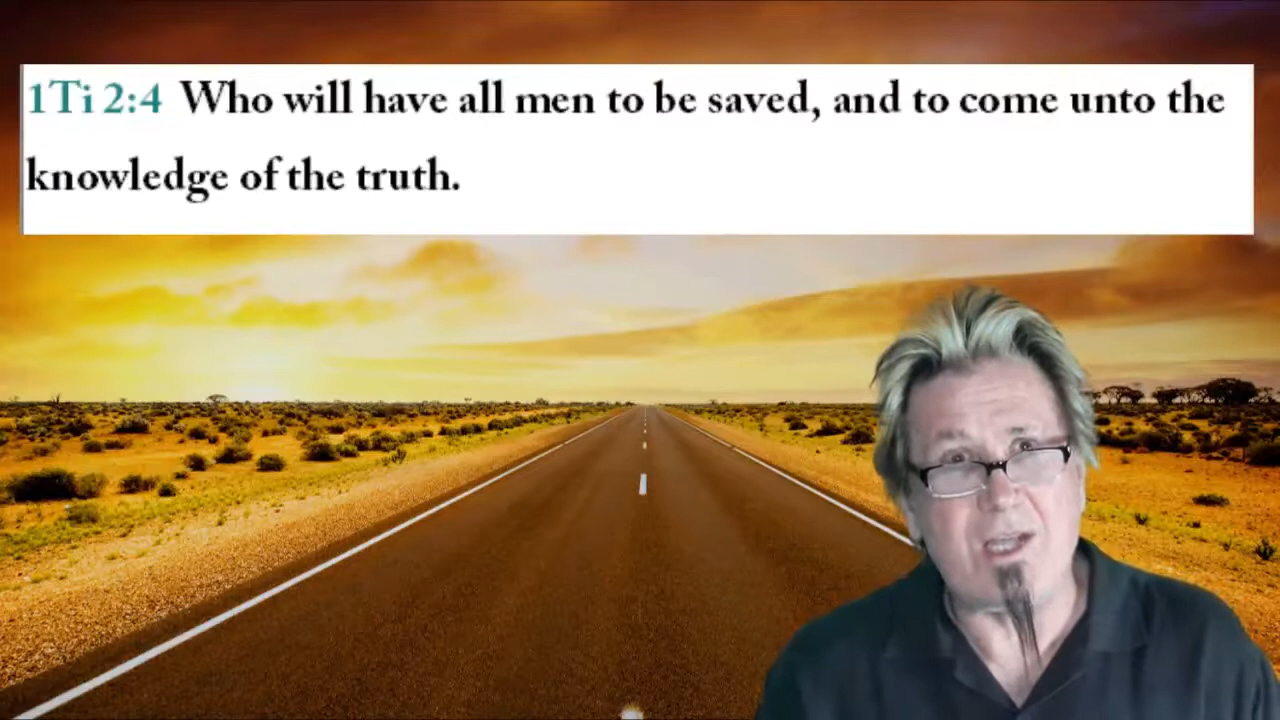 1Ti 2:4 Who will have all men to be saved, and to come unto the
knowledge of the truth.